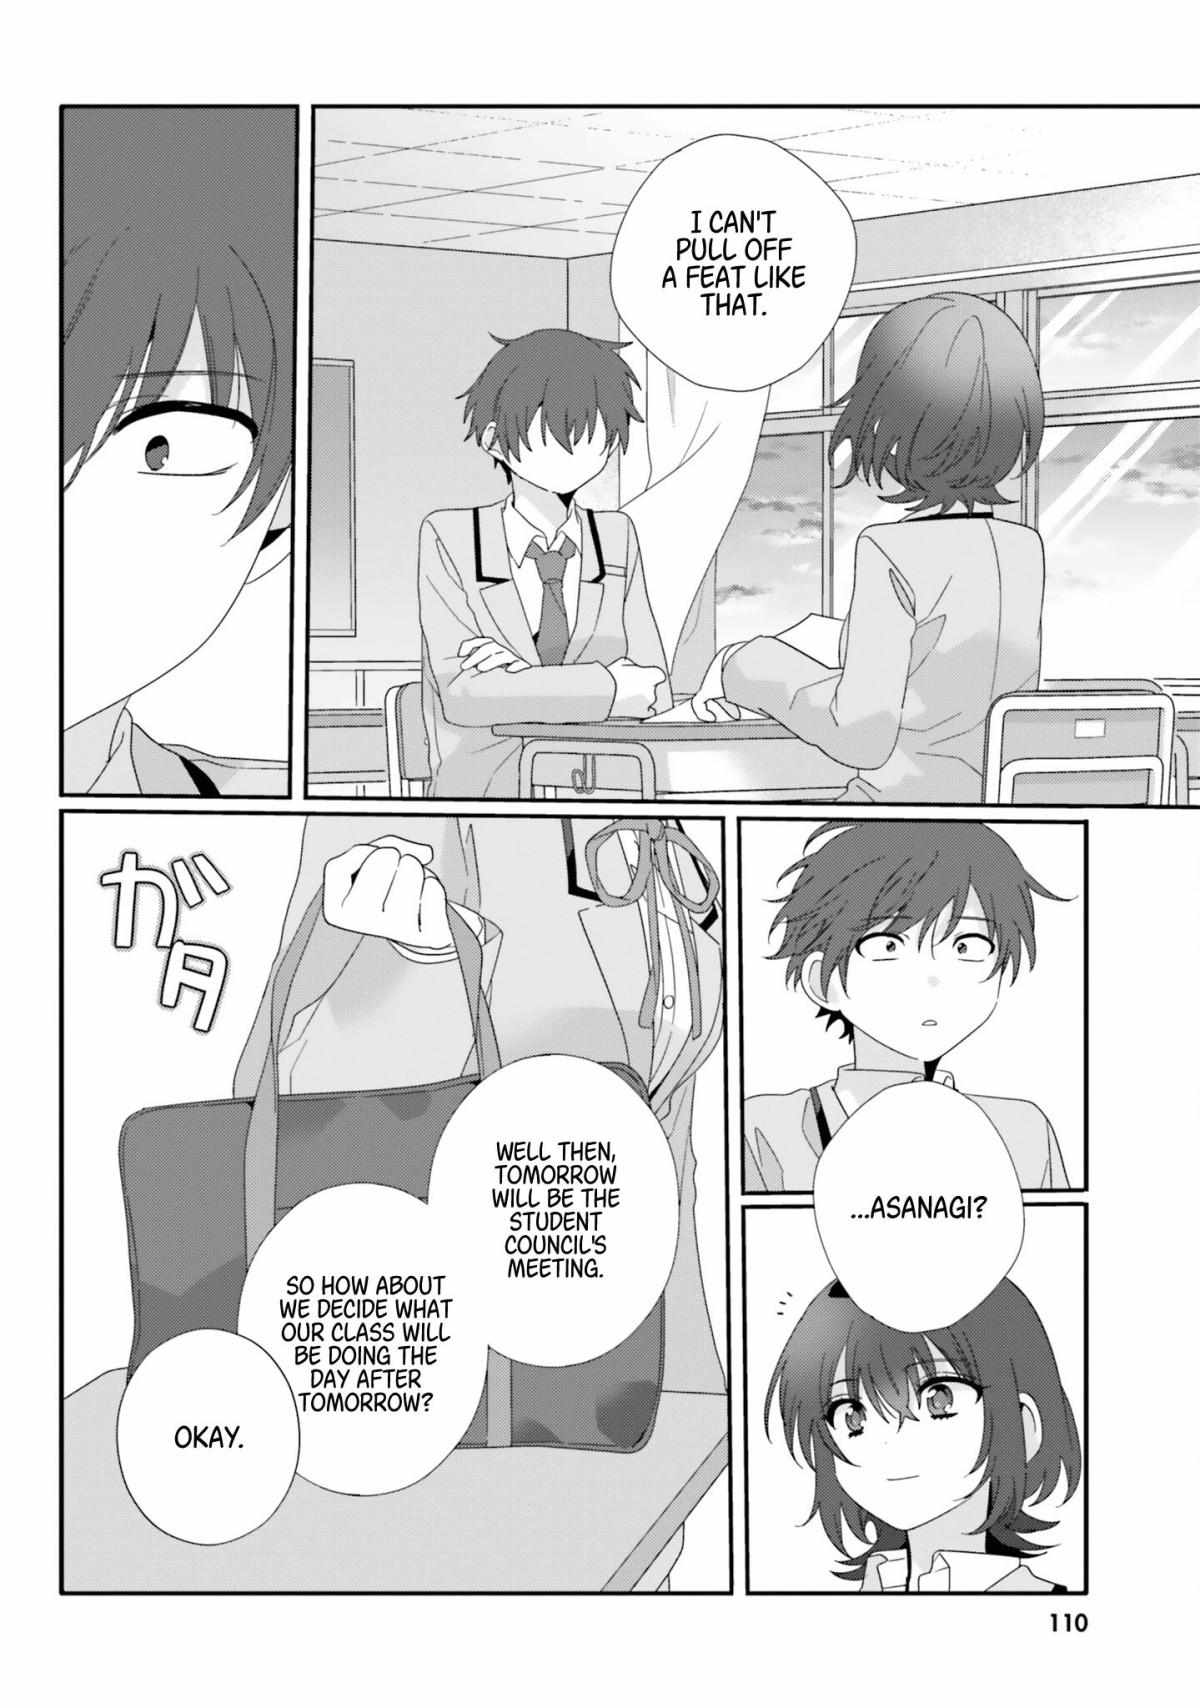 I CAN'T
PULL OFF
A FEAT LIKE
THAT.
...ASANAGI?
WELL THEN,
TOMORROW
WILL BE THE
STUDENT
COUNCIL'S
MEETING.
SO HOW ABOUT
WE DECIDE WHAT
OUR CLASS WILL
BE DOING THE
DAY AFTER
TOMORROW?
OKAY.
ガタ
110